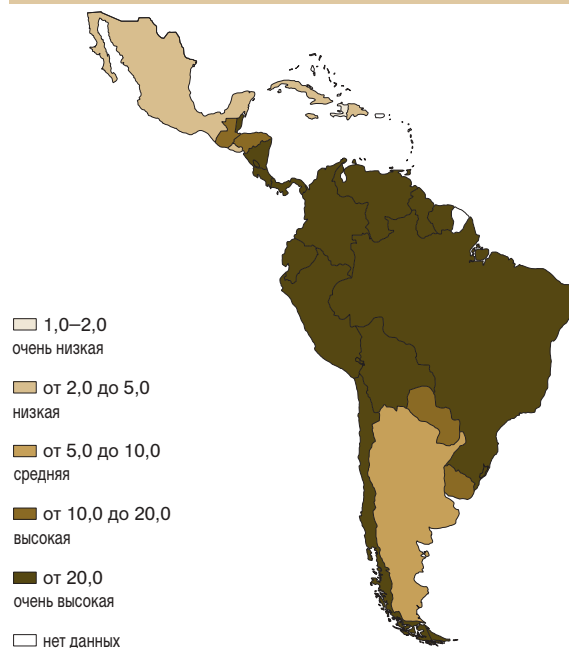 1,0–2,0
очень низкая
от 2,0 до 5,0
низкая
от 5,0 до 10,0
средняя
от 10,0 до 20,0
высокая
от 20,0
очень высокая
нет данных